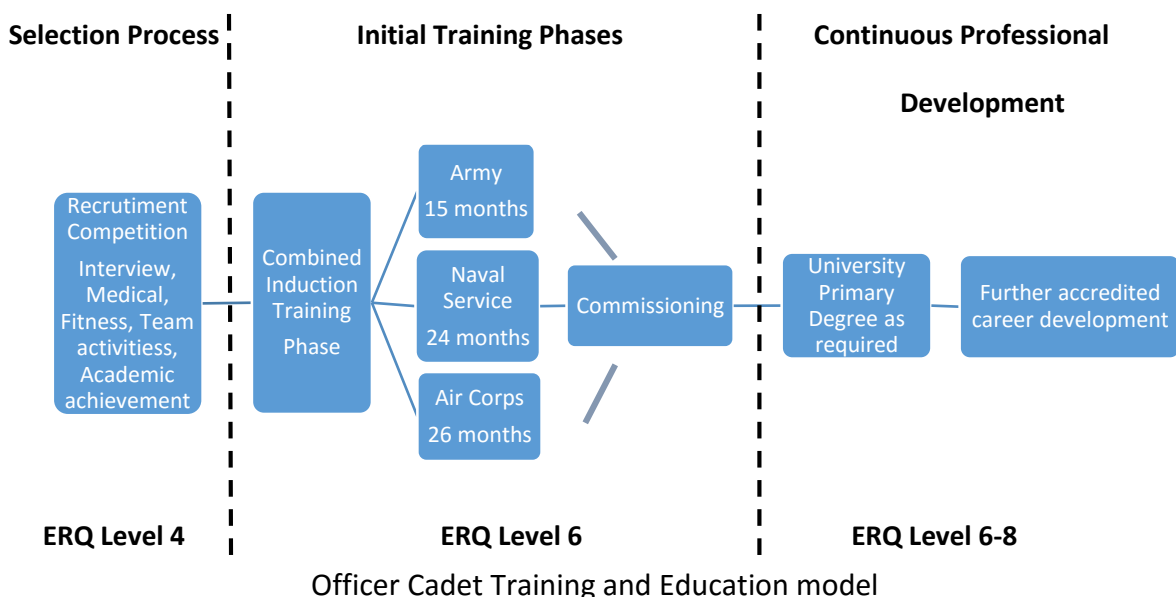 Selection Process
Initial Training Phases
Continuous Professional
Development
Recrutiment
Competition
Interview,
Medical,
Fitness, Team
activitiess,
Academic
achievement
Combined
Induction
Training
Phase
Army
15 months
Naval
Service
24 months
Air Corps
26 months
Commissioning
University
Primary
Degree as
required
Further accredited
career development
ERQ Level 4
ERQ Level 6
ERQ Level 6-8
Officer Cadet Training and Education model